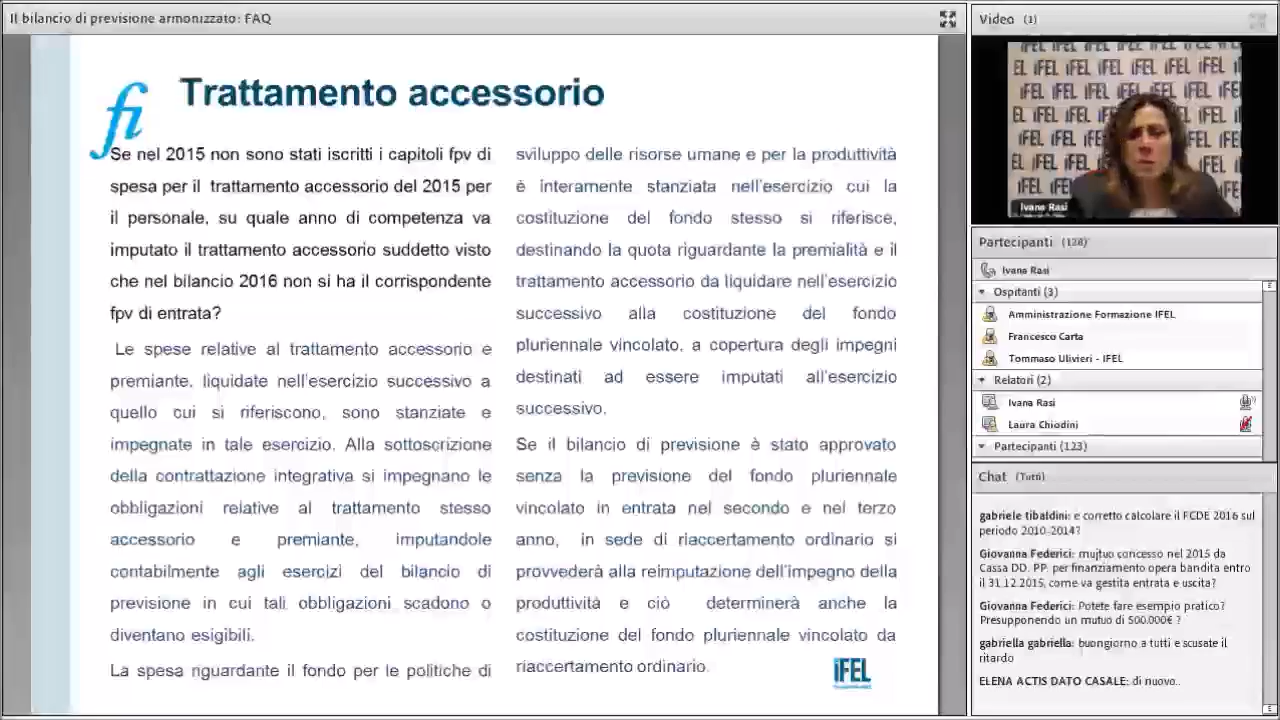 Il bilancio di previsione armonizzato: FAQ
fi
Trattamento accessorio
Se nel 2015 non sono stati iscritti i capitoli fpv di
spesa per il trattamento accessorio del 2015 per
il personale, su quale anno di competenza va
imputato il trattamento accessorio suddetto visto
che nel bilancio 2016 non si ha il corrispondente
fpv di entrata?
Le spese relative al trattamento accessorio e
premiante, liquidate nell'esercizio successivo a
quello cui si riferiscono, sono stanziate e
impegnate in tale esercizio. Alla sottoscrizione
della contrattazione integrativa si impegnano le
obbligazioni relative al trattamento stesso
accessorio e premiante, imputandole
contabilmente agli esercizi del bilancio di
previsione in cui tali obbligazioni scadono o
diventano esigibili.
La spesa riguardante il fondo per le politiche di
sviluppo delle risorse umane e per la produttività
è interamente stanziata nell'esercizio cui la
costituzione del fondo stesso si riferisce,
destinando la quota riguardante la premialità e il
trattamento accessorio da liquidare nell'esercizio
successivo alla costituzione del fondo
pluriennale vincolato, a copertura degli impegni
destinati ad essere imputati all'esercizio
successivo.
Se il bilancio di previsione è stato approvato
senza la previsione del fondo pluriennale
vincolato in entrata nel secondo e nel terzo
anno, in sede di riaccertamento ordinario si
provvederà alla reimputazione dell'impegno della
produttività e ciò determinerà anche la
costituzione del fondo pluriennale vincolato da
riaccertamento ordinario.
iFEL
Video (1)
iFEL
Ivana Rasi
Partecipanti (128)
Ivana Rasi
Ospitanti (3)
Amministrazione Formazione IFEL
Francesco Carta
Tommaso Ulivieri - IFEL
Relatori (2)
Ivana Rasi
Laura Chiodini
Partecipanti (123)
Chat (Tutti)
gabriele tibaldini: e corretto calcolare il FCDE 2016 sul
periodo 2010-2014?
Giovanna Federici: mujtuo concesso nel 2015 da
Cassa DD. PP. per finanziamento opera bandita entro
il 31.12.2015, come va gestita entrata e uscita?
Giovanna Federici: Potete fare esempio pratico?
Presupponendo un mutuo di 500.000€ ?
gabriella gabriella: buongiorno a tutti e scusate il
ritardo
ELENA ACTIS DATO CASALE: di nuovo..